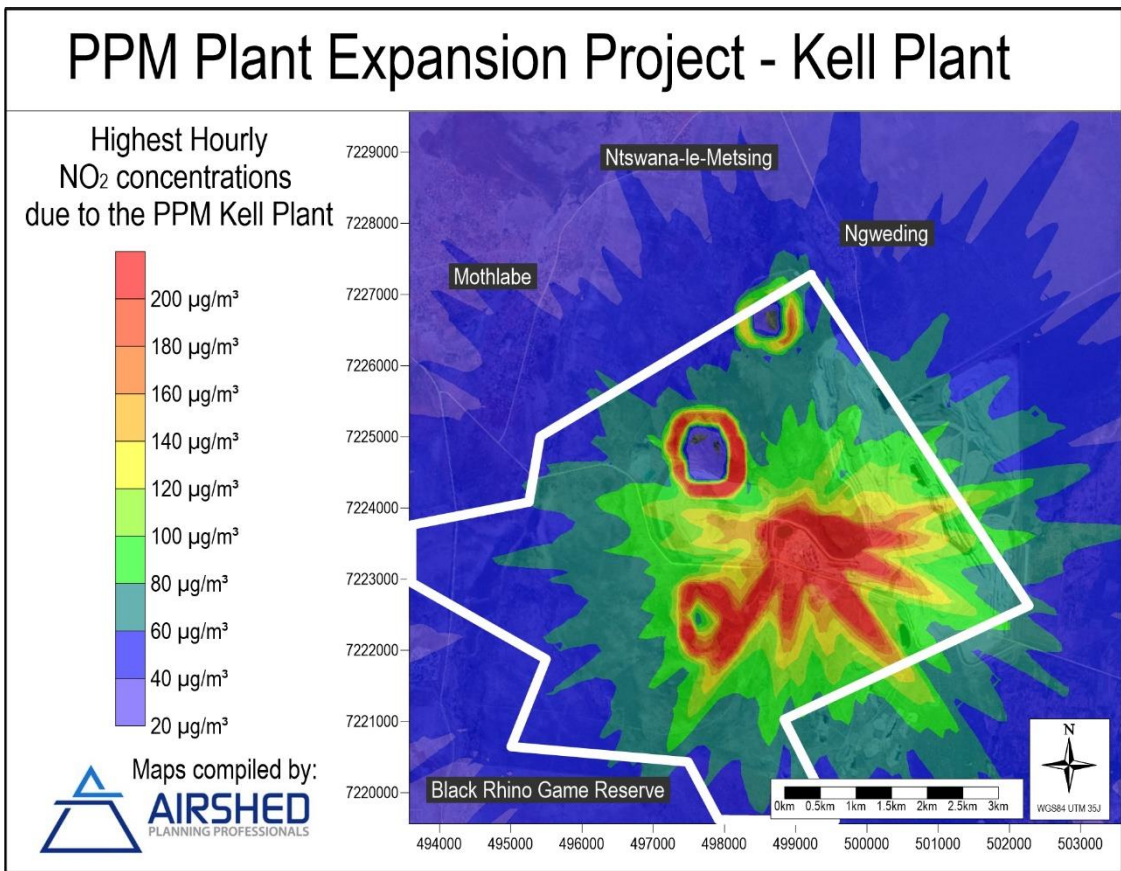 PPM Plant Expansion Project - Kell Plant
Highest Hourly
NO₂ concentrations
due to the PPM Kell Plant
200 µg/m³
180 µg/m³
160 µg/m³
140 µg/m³
120 µg/m³
100 µg/m³
80 µg/m³
60 µg/m³
40 µg/m³
20 µg/m³
Maps compiled by:
AIRSHED
PLANNING PROFESSIONALS
7229000
7228000
7227000
7226000
7225000
7224000
7223000
7222000
7221000
7220000
Ntswana-le-Metsing
Ngweding
Mothlabe
Black Rhino Game Reserve
0km 0.5km 1km 1.5km 2km 2.5km 3km
N
WGS84 UTM 35J
494000 495000 496000 497000 498000 499000 500000 501000 502000 503000